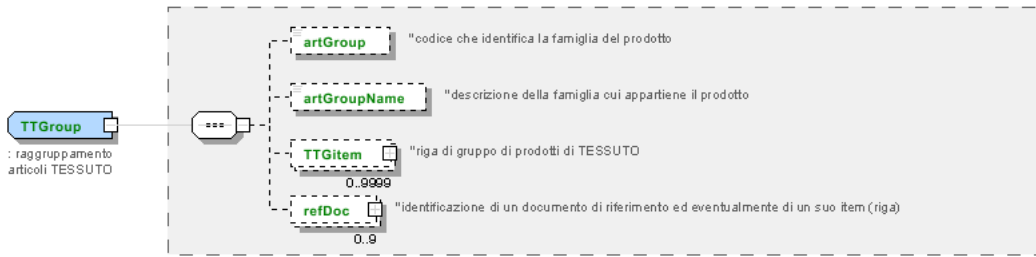 artGroup
"codice che identifica la famiglia del prodotto
artGroupName
"descrizione della famiglia cui appartiene il prodotto
TTGroup
: raggruppamento
articoli TESSUTO
TTGitem
"riga di gruppo di prodotti di TESSUTO
0..9999
refDoc
"identificazione di un documento di riferimento ed eventualmente di un suo item (riga)
0..9